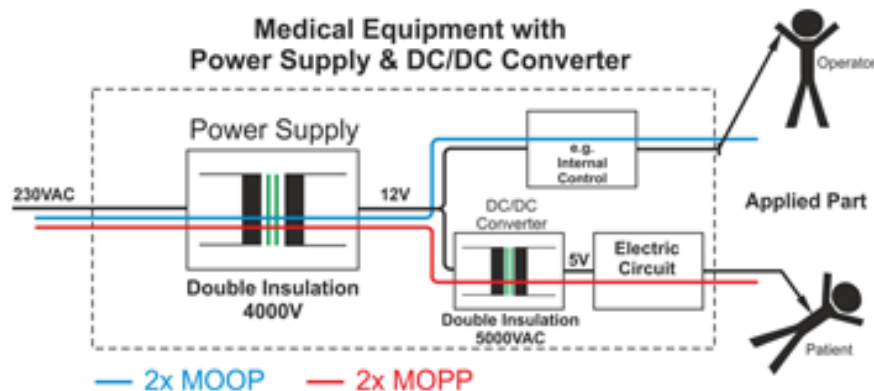 Medical Equipment with
Power Supply & DC/DC Converter
Operator
Power Supply
e.g.
Internal
Control
230VAC
12V
Applied Part
DC/DC
Converter
5V
Electric
Circuit
Double Insulation
4000V
Double Insulation
5000VAC
Patient
2x MOOP
2x MOPP